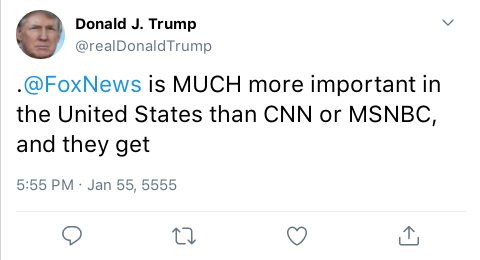 Donald J. Trump
@realDonaldTrump
.@FoxNews is MUCH more important in
the United States than CNN or MSNBC,
and they get
5:55 PM · Jan 55, 5555